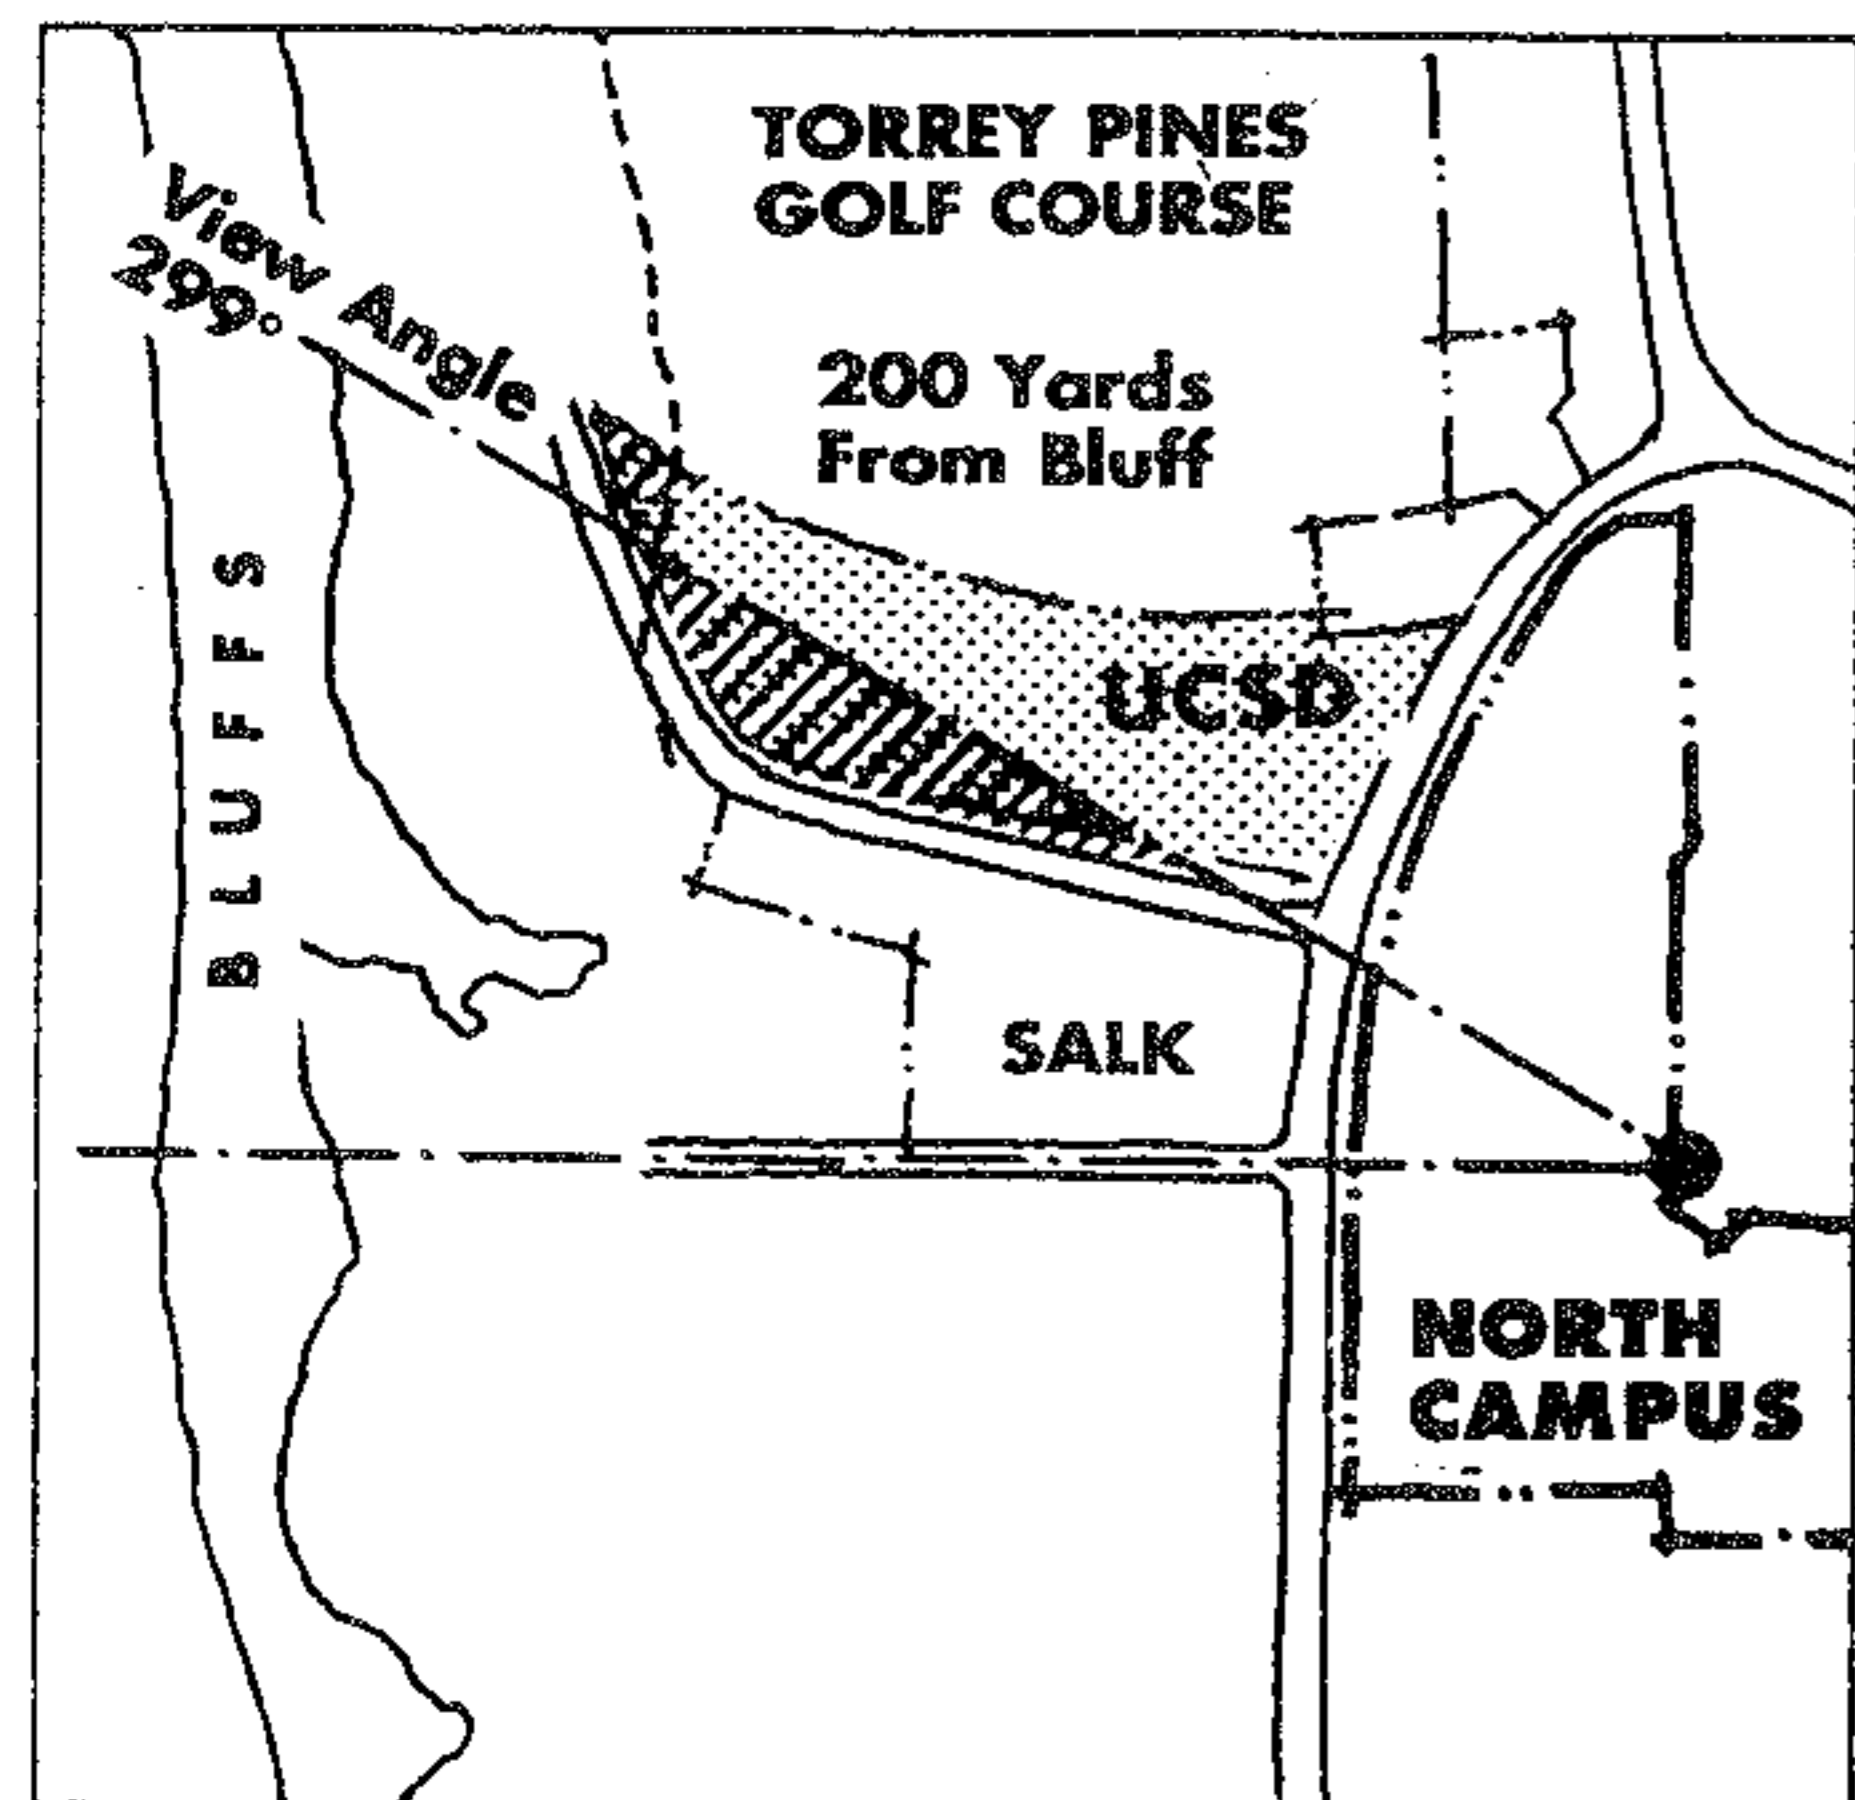 TORREY PINES
GOLF COURSE
View Angle
299°
200 Yards
From Bluff
BLUFFS
UCSD
SALK
NORTH
CAMPUS